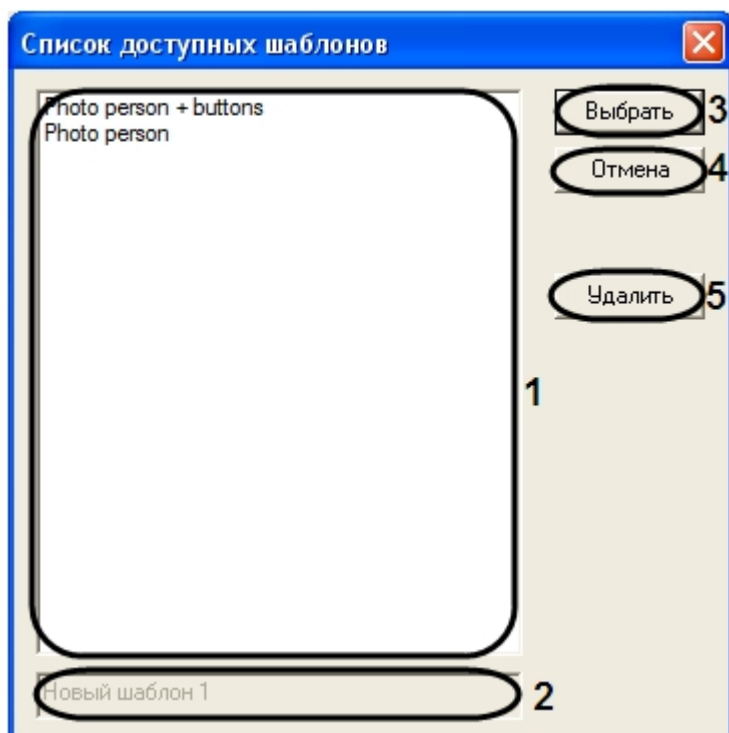 Список доступных шаблонов
Photo person + buttons
Photo person
Выбрать 3
Отмена 4
Удалить 5
1
Новый шаблон 1
2